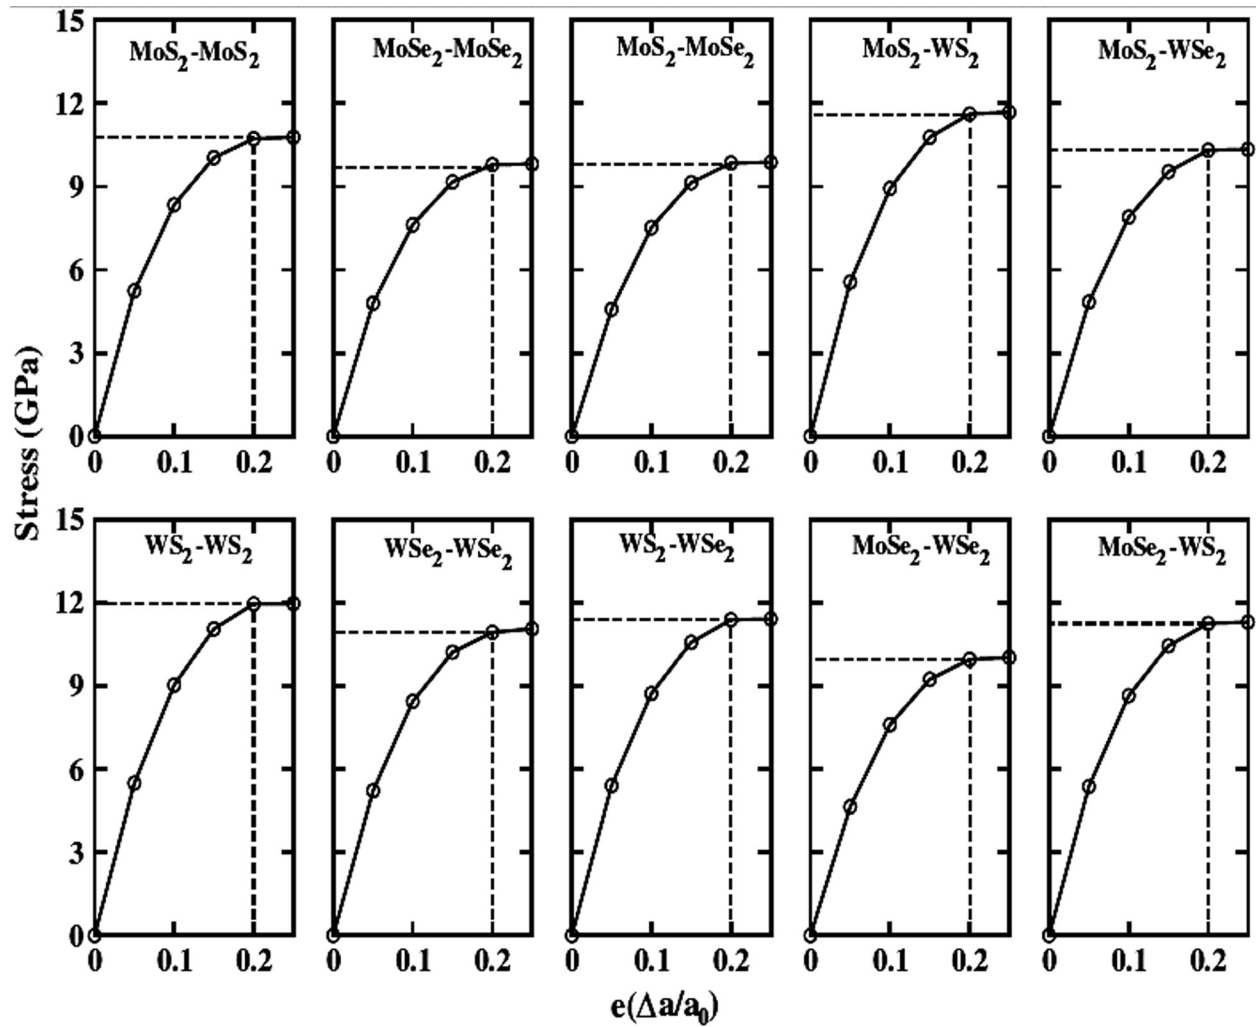 Stress (GPa)
15
12
9
6
3
0
MoS2-MoS2
MoSe2-MoSe2
MoS2-MoSe2
MoS2-WS2
MoS2-WSe2
0 0.1 0.2 0 0.1 0.2 0 0.1 0.2 0 0.1 0.2 0 0.1 0.2
15
12
9
6
3
0
WS2-WS2
WSe2-WSe2
WS2-WSe2
MoSe2-WSe2
MoSe2-WS2
0 0.1 0.2 0 0.1 0.2 0 0.1 0.2 0 0.1 0.2 0 0.1 0.2
e(Δa/a0)